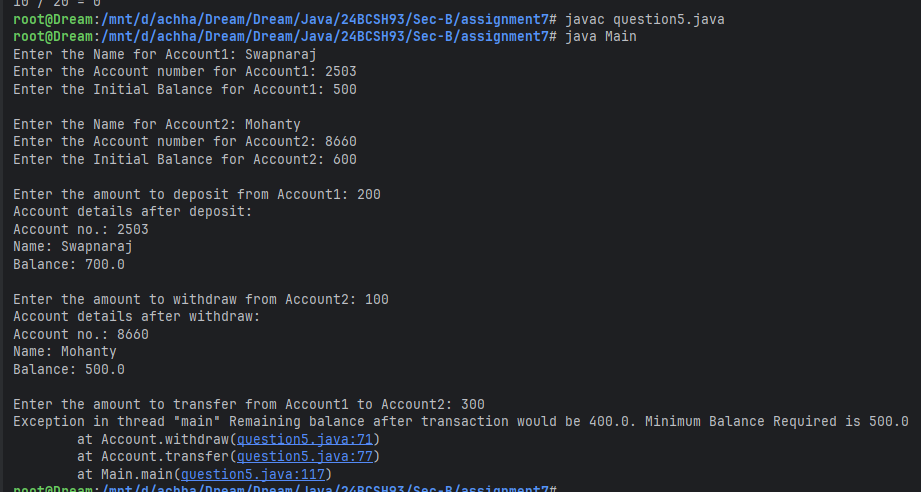 10 / 20 = 0
root@Dream:/mnt/d/achha/Dream/Dream/Java/24BCSH93/Sec-B/assignment7# javac question5.java
root@Dream:/mnt/d/achha/Dream/Dream/Java/24BCSH93/Sec-B/assignment7# java Main
Enter the Name for Account1: Swapnaraj
Enter the Account number for Account1: 2503
Enter the Initial Balance for Account1: 500
Enter the Name for Account2: Mohanty
Enter the Account number for Account2: 8660
Enter the Initial Balance for Account2: 600
Enter the amount to deposit from Account1: 200
Account details after deposit:
Account no.: 2503
Name: Swapnaraj
Balance: 700.0
Enter the amount to withdraw from Account2: 100
Account details after withdraw:
Account no.: 8660
Name: Mohanty
Balance: 500.0
Enter the amount to transfer from Account1 to Account2: 300
Exception in thread "main" Remaining balance after transaction would be 400.0. Minimum Balance Required is 500.0
        at Account.withdraw(question5.java:71)
        at Account.transfer(question5.java:77)
        at Main.main(question5.java:117)
root@Dream:/mnt/d/achha/Dream/Dream/Java/24BCSH93/Sec-B/assignment7#